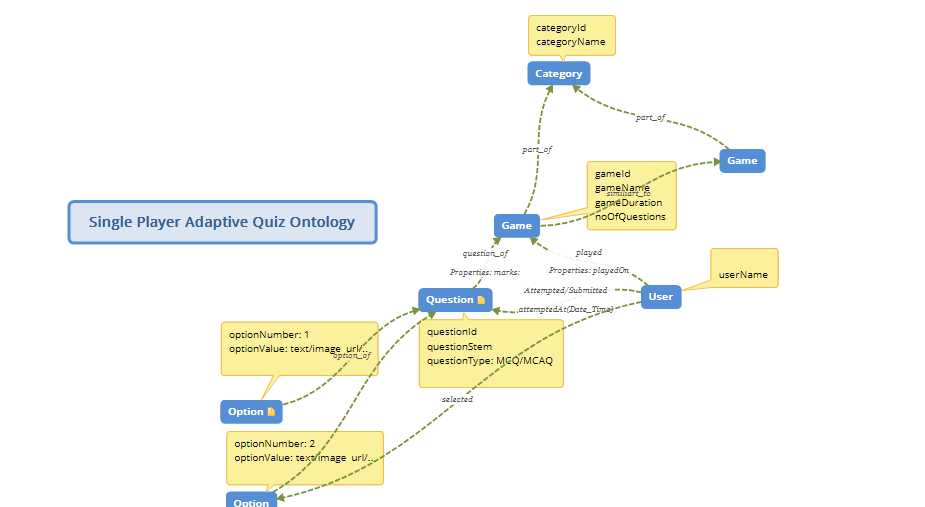 categoryId
categoryName
Category
part_of
part_of
Game
gameId
gameName
similiart_to
gameDuration
noOfQuestions
Single Player Adaptive Quiz Ontology
Game
question_of
played
Properties: marks:
Properties: playedOn
userName
Attempted/Submitted
User
Question
attemptedAt(Date_Time)
optionNumber: 1
optionValue: text/image_url/...
option_of
questionId
questionStem
questionType: MCQ/MCAQ
selected
Option
optionNumber: 2
optionValue: text/image_url/...
Option